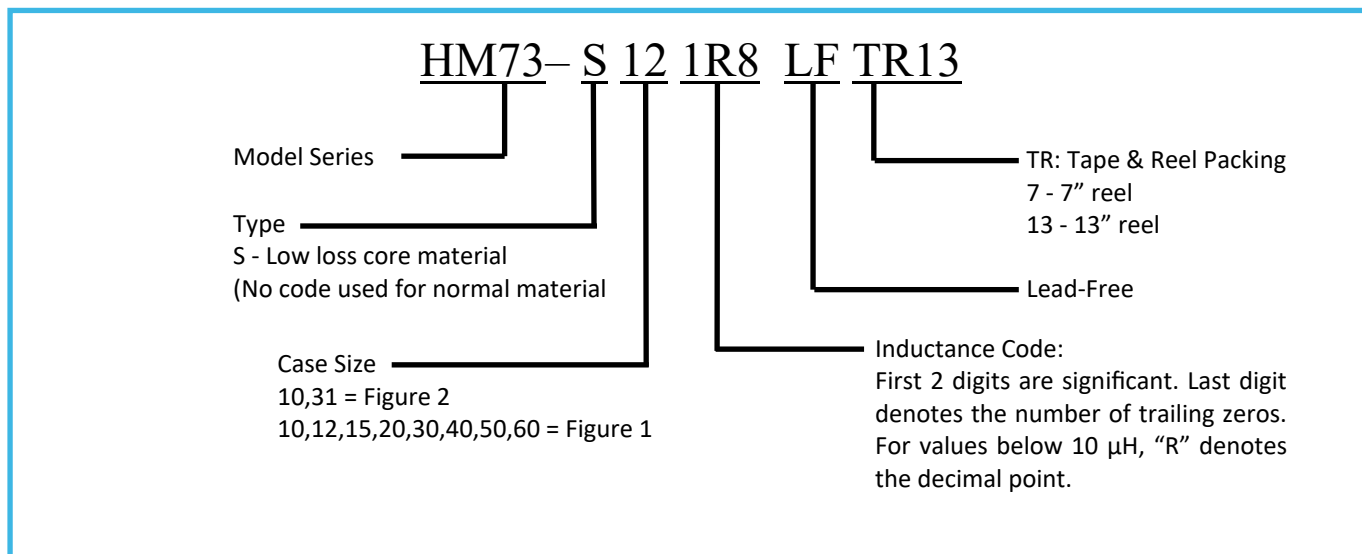 HM73– S 12 1R8 LF TR13
Model Series
Type
S - Low loss core material
(No code used for normal material
Case Size
10,31 = Figure 2
10,12,15,20,30,40,50,60 = Figure 1
TR: Tape & Reel Packing
7 - 7” reel
13 - 13” reel
Lead-Free
Inductance Code:
First 2 digits are significant. Last digit
denotes the number of trailing zeros.
For values below 10 µH, “R” denotes
the decimal point.